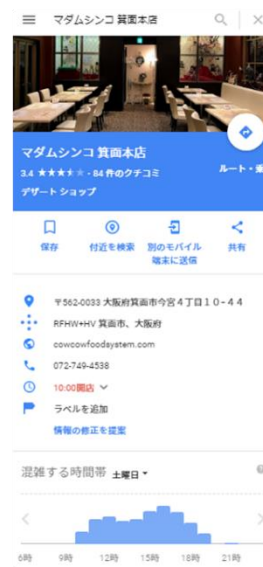 マダムシンコ 箕面本店
マダムシンコ 箕面本店
3.4 ★★★★★ - 84 件のクチコミ
ルート・乗
デザート ショップ
保存
付近を検索
別のモバイル
端末に送信
共有
〒562-0033 大阪府箕面市今宮4丁目10-44
RFHW+HV 箕面市、大阪府
cowcowfoodsystem.com
072-749-4538
10:00開店
ラベルを追加
情報の修正を提案
混雑する時間帯 土曜日
6時 9時 12時 15時 18時 21時